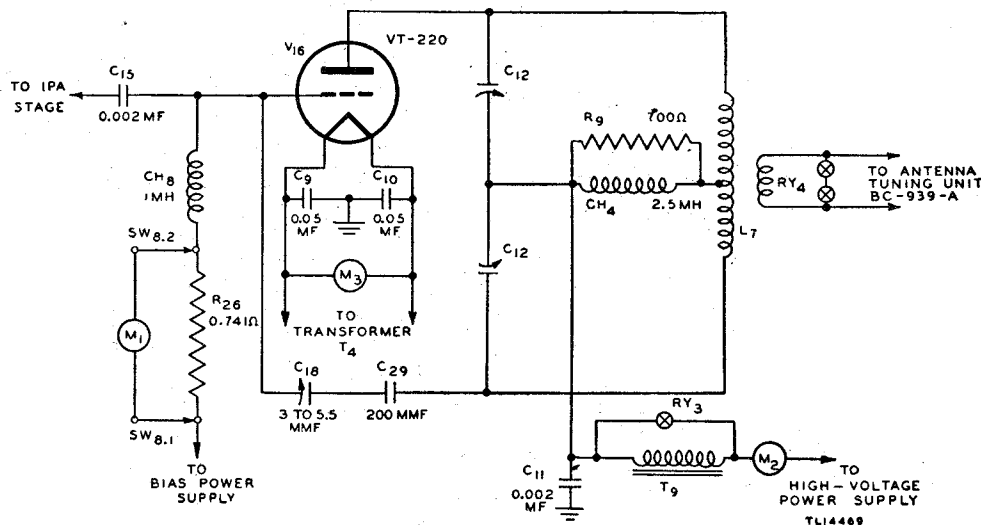 VT-220
V16
C15
TO IPA
STAGE
0.002 MF
C12
R9
700Ω
C9
C10
0.05
MF
0.05
MF
CH8
1MH
CH4
2.5 MH
RY4
TO ANTENNA
TUNING UNIT
BC-939-A
L7
SW8.2
C12
M3
R26
0.741Ω
TO
TRANSFORMER
T4
M1
C18
C29
3 TO 5.5
MMF
200 MMF
RY3
SW8.1
TO
BIAS POWER
SUPPLY
C11
0.002
MF
T9
M2
TO
HIGH-VOLTAGE
POWER SUPPLY
TL14469